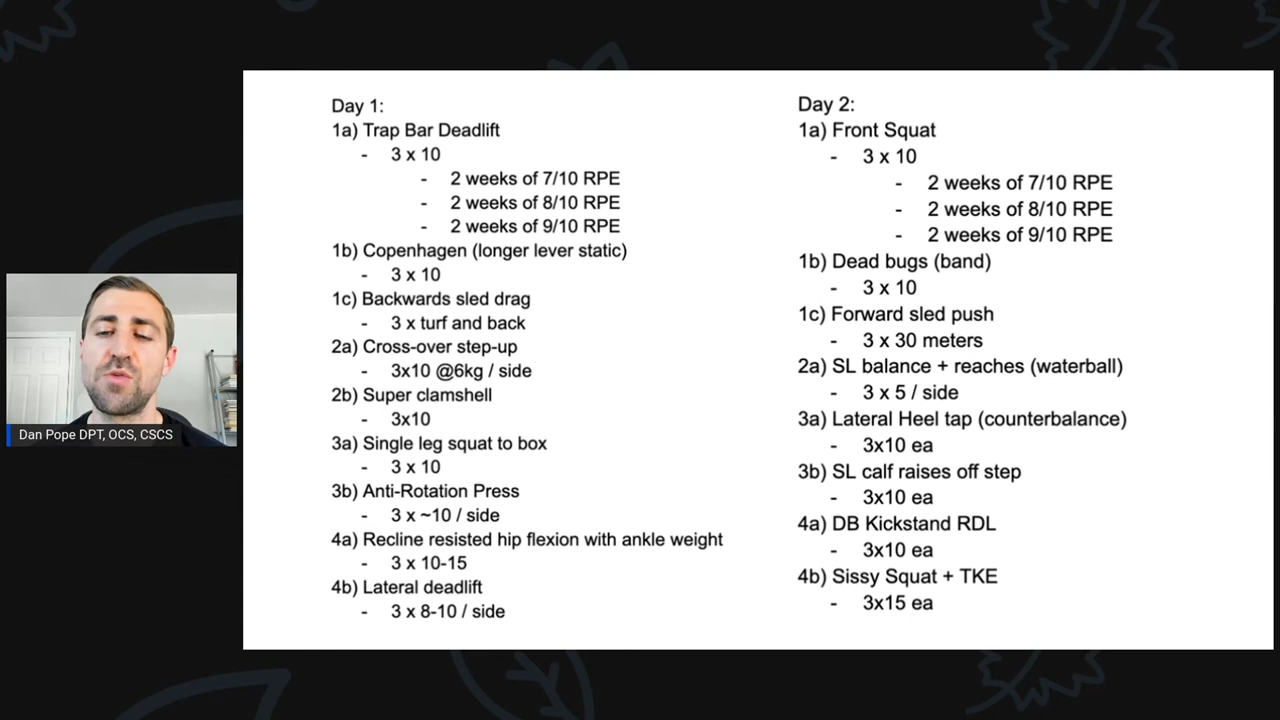 Day 1:
1a) Trap Bar Deadlift
- 3 x 10
- 2 weeks of 7/10 RPE
- 2 weeks of 8/10 RPE
- 2 weeks of 9/10 RPE
1b) Copenhagen (longer lever static)
- 3 x 10
1c) Backwards sled drag
- 3 x turf and back
2a) Cross-over step-up
- 3x10 @6kg / side
2b) Super clamshell
- 3x10
3a) Single leg squat to box
- 3 x 10
3b) Anti-Rotation Press
- 3 x ~10 / side
4a) Recline resisted hip flexion with ankle weight
- 3 x 10-15
4b) Lateral deadlift
- 3 x 8-10 / side
Day 2:
1a) Front Squat
- 3 x 10
- 2 weeks of 7/10 RPE
- 2 weeks of 8/10 RPE
- 2 weeks of 9/10 RPE
1b) Dead bugs (band)
- 3 x 10
1c) Forward sled push
- 3 x 30 meters
2a) SL balance + reaches (waterball)
- 3 x 5 / side
3a) Lateral Heel tap (counterbalance)
- 3x10 ea
3b) SL calf raises off step
- 3x10 ea
4a) DB Kickstand RDL
- 3x10 ea
4b) Sissy Squat + TKE
- 3x15 ea
Dan Pope DPT, OCS, CSCS